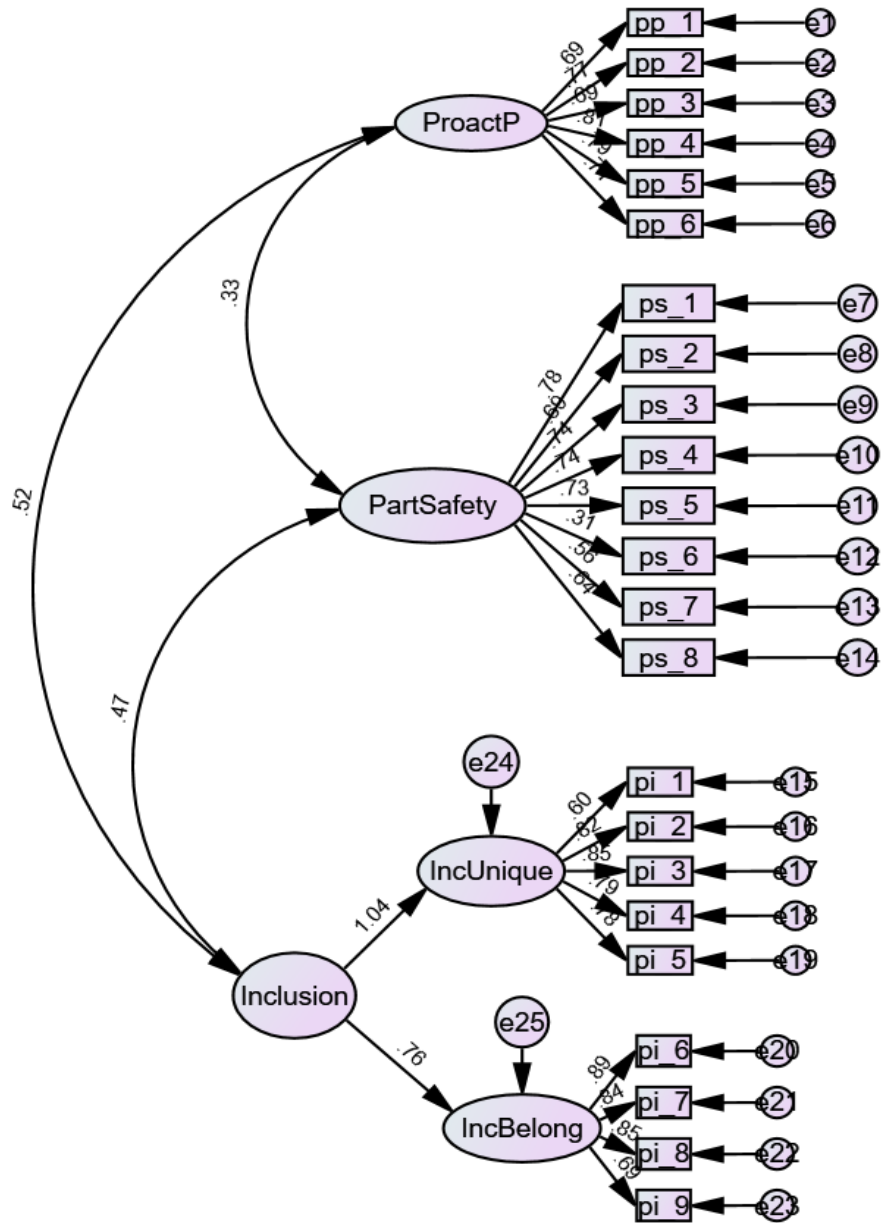 pp_1
e1
.69
pp_2
e2
.77
pp_3
e3
.69
ProactP
pp_4
e4
.81
pp_5
e5
.79
pp_6
e6
.33
ps_1
e7
ps_2
e8
.78
ps_3
e9
.69
ps_4
e10
.74
.74
.52
PartSafety
.73
ps_5
e11
.31
ps_6
e12
.56
ps_7
e13
.64
ps_8
e14
.47
e24
pi_1
e15
.60
pi_2
e16
.82
.85
IncUnique
pi_3
e17
.79
pi_4
e18
.78
1.04
pi_5
e19
Inclusion
e25
pi_6
e20
.76
.89
pi_7
e21
.84
IncBelong
.85
pi_8
e22
.69
pi_9
e23